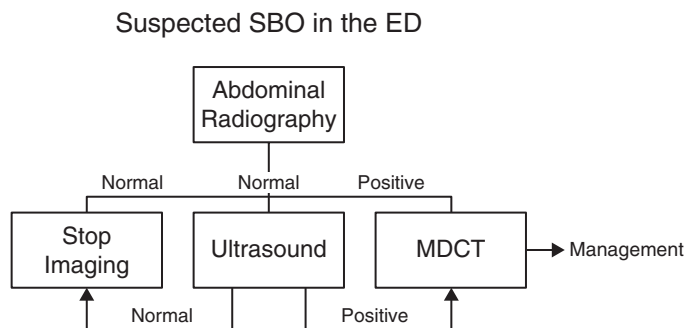 Suspected SBO in the ED
Abdominal
Radiography
Normal
Normal
Positive
Stop
Imaging
Ultrasound
MDCT
Management
Normal
Positive